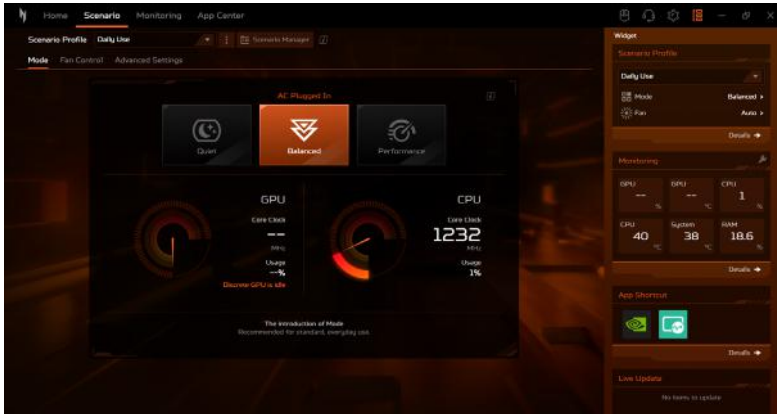 Home Scenario Monitoring App Center
Scenario Profile Daily Use Scenario Manager
Mode Fan Control Advanced Settings
AC Plugged In
Quiet Balanced Performance
GPU
Core Clock
--
MHz
Usage
--%
Discrete GPU is idle
CPU
Core Clock
1232
MHz
Usage
1%
The introduction of Mode
Recommended for standard, everyday use.
Widget
Scenario Profile
Daily Use
Mode Balanced >
Fan Auto >
Details
Monitoring
GPU GPU CPU
-- -- 1
% °C %
CPU System RAM
40 38 18.6
°C °C %
Details
App Shortcut
Details
Live Update
No items to update